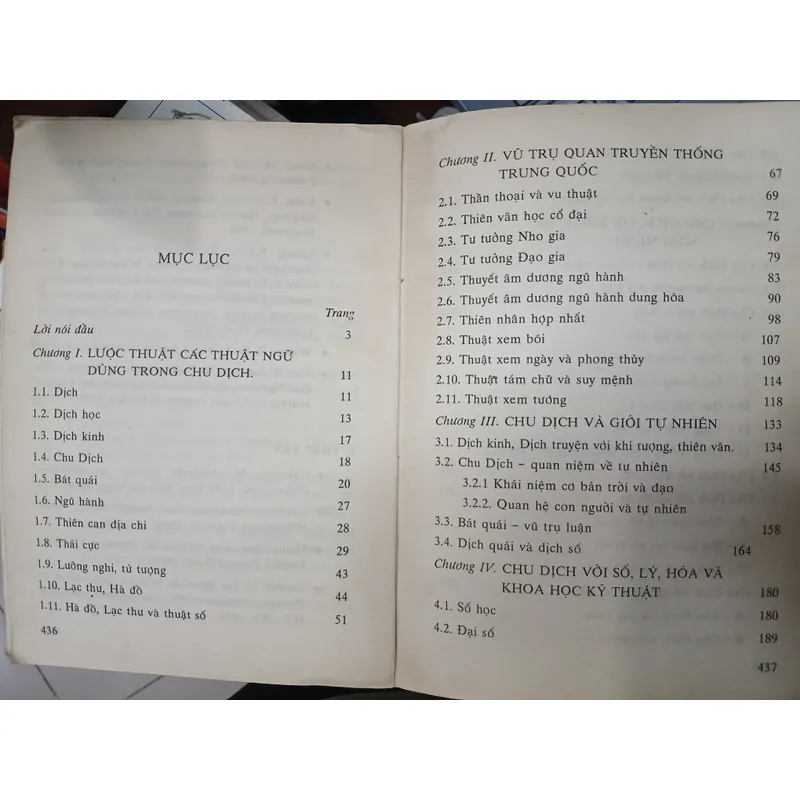 MỤC LỤC
Trang
Lời nói đầu 3
Chương I. LƯỢC THUẬT CÁC THUẬT NGỮ
DÙNG TRONG CHU DỊCH. 11
1.1. Dịch 11
1.2. Dịch học 13
1.3. Dịch kinh 17
1.4. Chu Dịch 18
1.5. Bát quái 20
1.6. Ngũ hành 27
1.7. Thiên can địa chi 28
1.8. Thái cực 29
1.9. Lưỡng nghi, tứ tượng 43
1.10. Lạc thư, Hà đồ 44
1.11. Hà đồ, Lạc thư và thuật số 51
436
Chương II. VŨ TRỤ QUAN TRUYỀN THỐNG
TRUNG QUỐC 67
2.1. Thần thoại và vu thuật 69
2.2. Thiên văn học cổ đại 72
2.3. Tư tưởng Nho gia 76
2.4. Tư tưởng Đạo gia 79
2.5. Thuyết âm dương ngũ hành 83
2.6. Thuyết âm dương ngũ hành dung hòa 90
2.7. Thiên nhân hợp nhất 98
2.8. Thuật xem bói 107
2.9. Thuật xem ngày và phong thủy 109
2.10. Thuật tám chữ và suy mệnh 114
2.11. Thuật xem tướng 118
Chương III. CHU DỊCH VÀ GIỚI TỰ NHIÊN 133
3.1. Dịch kinh, Dịch truyện với khí tượng, thiên văn. 134
3.2. Chu Dịch – quan niệm về tự nhiên 145
3.2.1 Khái niệm cơ bản trời và đạo
3.2.2. Quan hệ con người và tự nhiên
3.3. Bát quái – vũ trụ luận 158
3.4. Dịch quái và dịch số 164
Chương IV. CHU DỊCH VỚI SỐ, LÝ, HÓA VÀ
KHOA HỌC KỸ THUẬT 180
4.1. Số học 180
4.2. Đại số 189
437